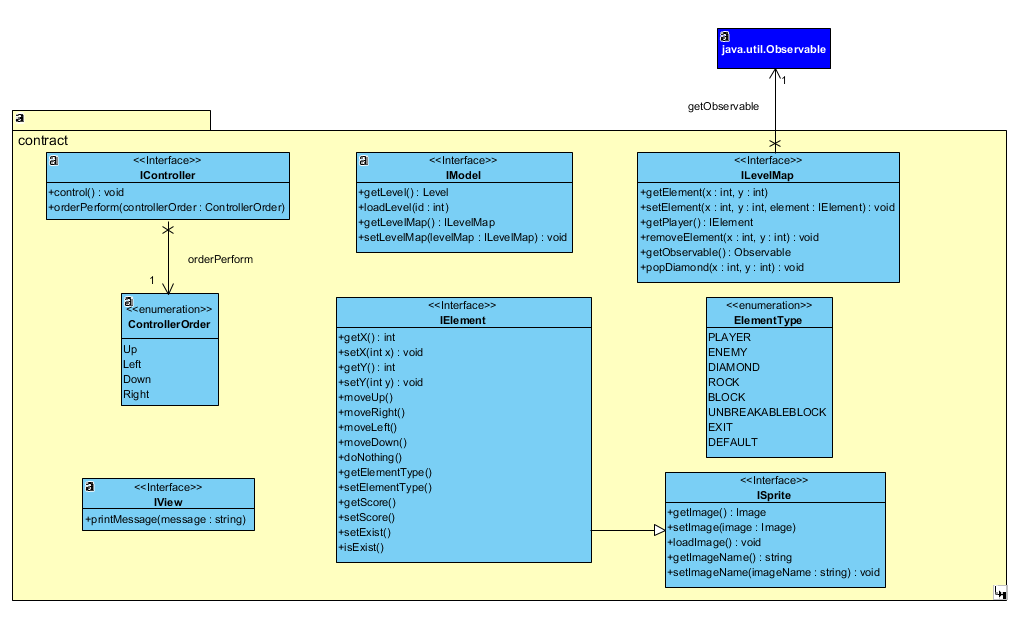 a
java.util.Observable
1
getObservable
a
contract
a
<<Interface>>
IController
+control() : void
+orderPerform(controllerOrder : ControllerOrder)
a
<<Interface>>
IModel
+getLevel() : Level
+loadLevel(id : int)
+getLevelMap() : ILevelMap
+setLevelMap(levelMap : ILevelMap) : void
<<Interface>>
ILevelMap
+getElement(x : int, y : int)
+setElement(x : int, y : int, element : IElement) : void
+getPlayer() : IElement
+removeElement(x : int, y : int) : void
+getObservable() : Observable
+popDiamond(x : int, y : int) : void
orderPerform
1
a
<<enumeration>>
ControllerOrder
Up
Left
Down
Right
<<Interface>>
IElement
+getX() : int
+setX(int x) : void
+getY() : int
+setY(int y) : void
+moveUp()
+moveRight()
+moveLeft()
+moveDown()
+doNothing()
+getElementType()
+setElementType()
+getScore()
+setScore()
+setExist()
+isExist()
<<enumeration>>
ElementType
PLAYER
ENEMY
DIAMOND
ROCK
BLOCK
UNBREAKABLEBLOCK
EXIT
DEFAULT
a
<<Interface>>
IView
+printMessage(message : string)
<<Interface>>
ISprite
+getImage() : Image
+setImage(image : Image)
+loadImage() : void
+getImageName() : string
+setImageName(imageName : string) : void